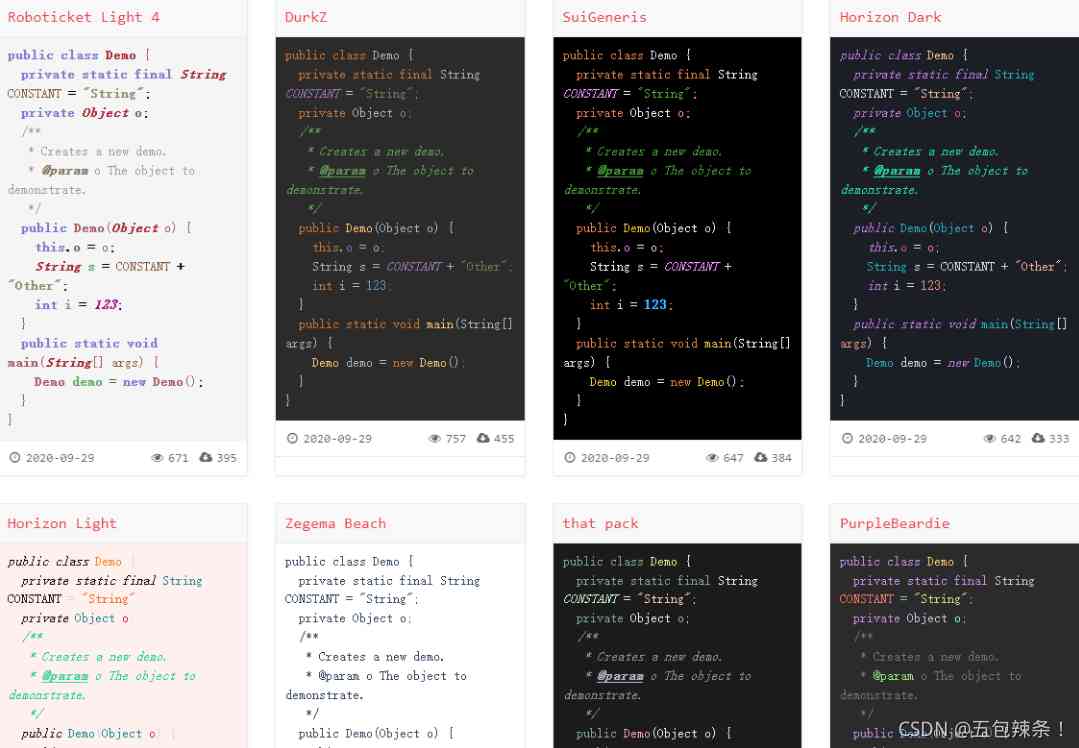 Roboticket Light 4
public class Demo {
private static final String
CONSTANT = "String";
private Object o;
/**
* Creates a new demo.
* @param o The object to
demonstrate.
*/
public Demo(Object o) {
this.o = o;
String s = CONSTANT +
"Other";
int i = 123;
}
public static void
main(String[] args) {
Demo demo = new Demo();
}
}
2020-09-29 671 395
DurkZ
public class Demo {
private static final String
CONSTANT = "String";
private Object o;
/**
* Creates a new demo.
* @param o The object to
demonstrate.
*/
public Demo(Object o) {
this.o = o;
String s = CONSTANT + "Other";
int i = 123;
}
public static void main(String[]
args) {
Demo demo = new Demo();
}
}
2020-09-29 757 455
SuiGeneris
public class Demo {
private static final String
CONSTANT = "String";
private Object o;
/**
* Creates a new demo.
* @param o The object to
demonstrate.
*/
public Demo(Object o) {
this.o = o;
String s = CONSTANT +
"Other";
int i = 123;
}
public static void main(String[]
args) {
Demo demo = new Demo();
}
}
2020-09-29 647 384
Horizon Dark
public class Demo {
private static final String
CONSTANT = "String";
private Object o;
/**
* Creates a new demo.
* @param o The object to
demonstrate.
*/
public Demo(Object o) {
this.o = o;
String s = CONSTANT + "Other";
int i = 123;
}
public static void main(String[]
args) {
Demo demo = new Demo();
}
}
2020-09-29 642 333
Horizon Light
public class Demo {
private static final String
CONSTANT = "String"
private Object o
/**
* Creates a new demo.
* @param o The object to
demonstrate.
*/
public Demo(Object o) {
Zegema Beach
public class Demo {
private static final String
CONSTANT = "String";
private Object o;
/**
* Creates a new demo.
* @param o The object to
demonstrate.
*/
public Demo(Object o) {
that pack
public class Demo {
private static final String
CONSTANT = "String";
private Object o;
/**
* Creates a new demo.
* @param o The object to
demonstrate.
*/
public Demo(Object o) {
PurpleBeardie
public class Demo {
private static final String
CONSTANT = "String";
private Object o;
/**
* Creates a new demo.
* @param o The object to
demonstrate.
*/
public
CSDN @五包辣条！